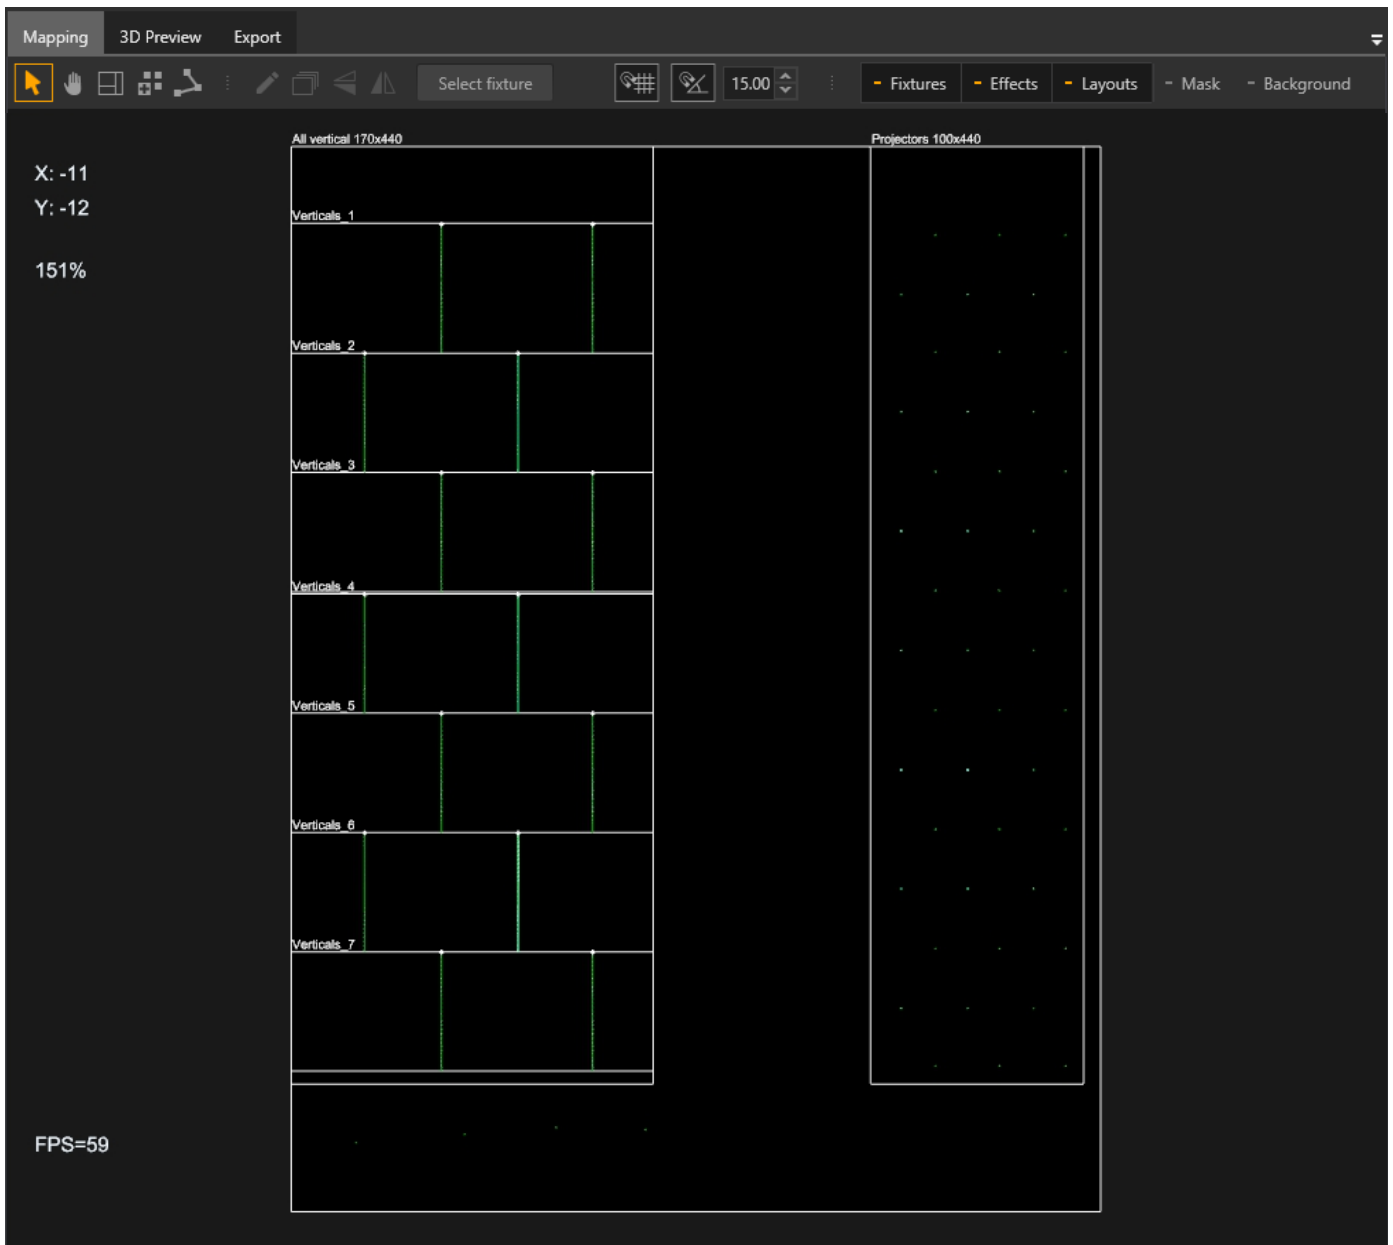 Mapping 3D Preview Export
Select fixture 15.00 - Fixtures - Effects - Layouts - Mask - Background
All vertical 170x440 Projectors 100x440
X: -11
Y: -12
Verticals_1
151%
Verticals_2
Verticals_3
Verticals_4
Verticals_5
Verticals_6
Verticals_7
FPS=59